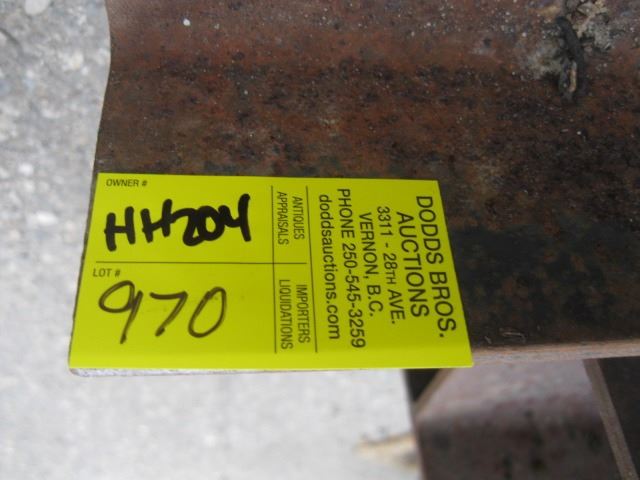 OWNER #
HH204
LOT #
970
ANTIQUES
APPRAISALS
IMPORTERS
LIQUIDATIONS
DODDS BROS.
AUCTIONS
3311 - 28TH AVE.
VERNON, B.C.
PHONE 250-545-3259
doddsauctions.com